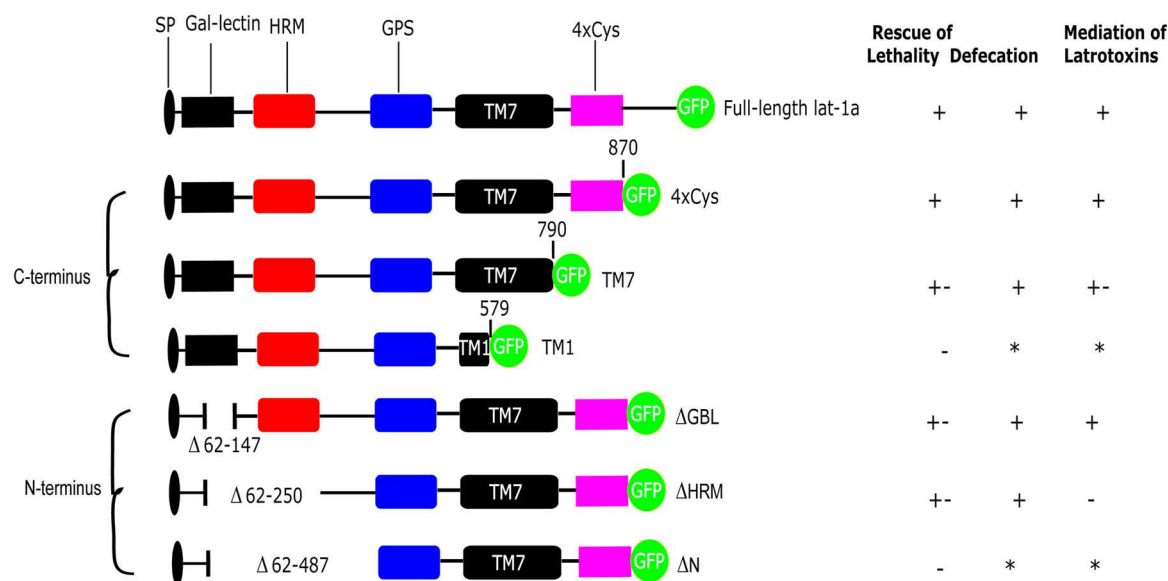 SP Gal-lectin HRM GPS 4xCys
Rescue of Lethality Defecation Mediation of Latrotoxins
TM7 GFP Full-length lat-1a + + +
870
TM7 GFP 4xCys + + +
790
C-terminus
TM7 GFP TM7 +- + +-
579
TM1 GFP TM1 - * *
TM7 GFP ΔGBL +- + +
Δ 62-147
N-terminus
Δ 62-250 TM7 GFP ΔHRM +- + -
Δ 62-487 TM7 GFP ΔN - * *